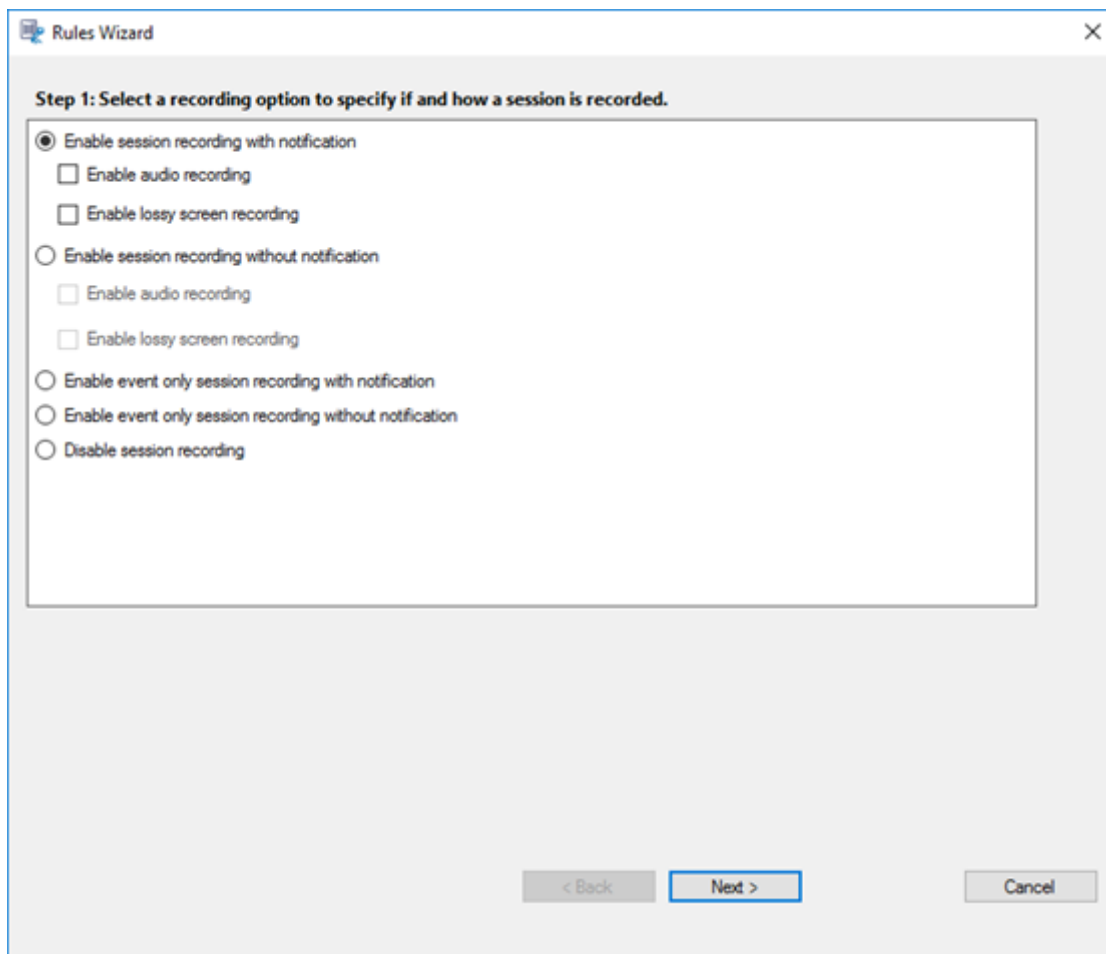 Rules Wizard
Step 1: Select a recording option to specify if and how a session is recorded.
Enable session recording with notification
Enable audio recording
Enable lossy screen recording
Enable session recording without notification
Enable audio recording
Enable lossy screen recording
Enable event only session recording with notification
Enable event only session recording without notification
Disable session recording
< Back
Next >
Cancel